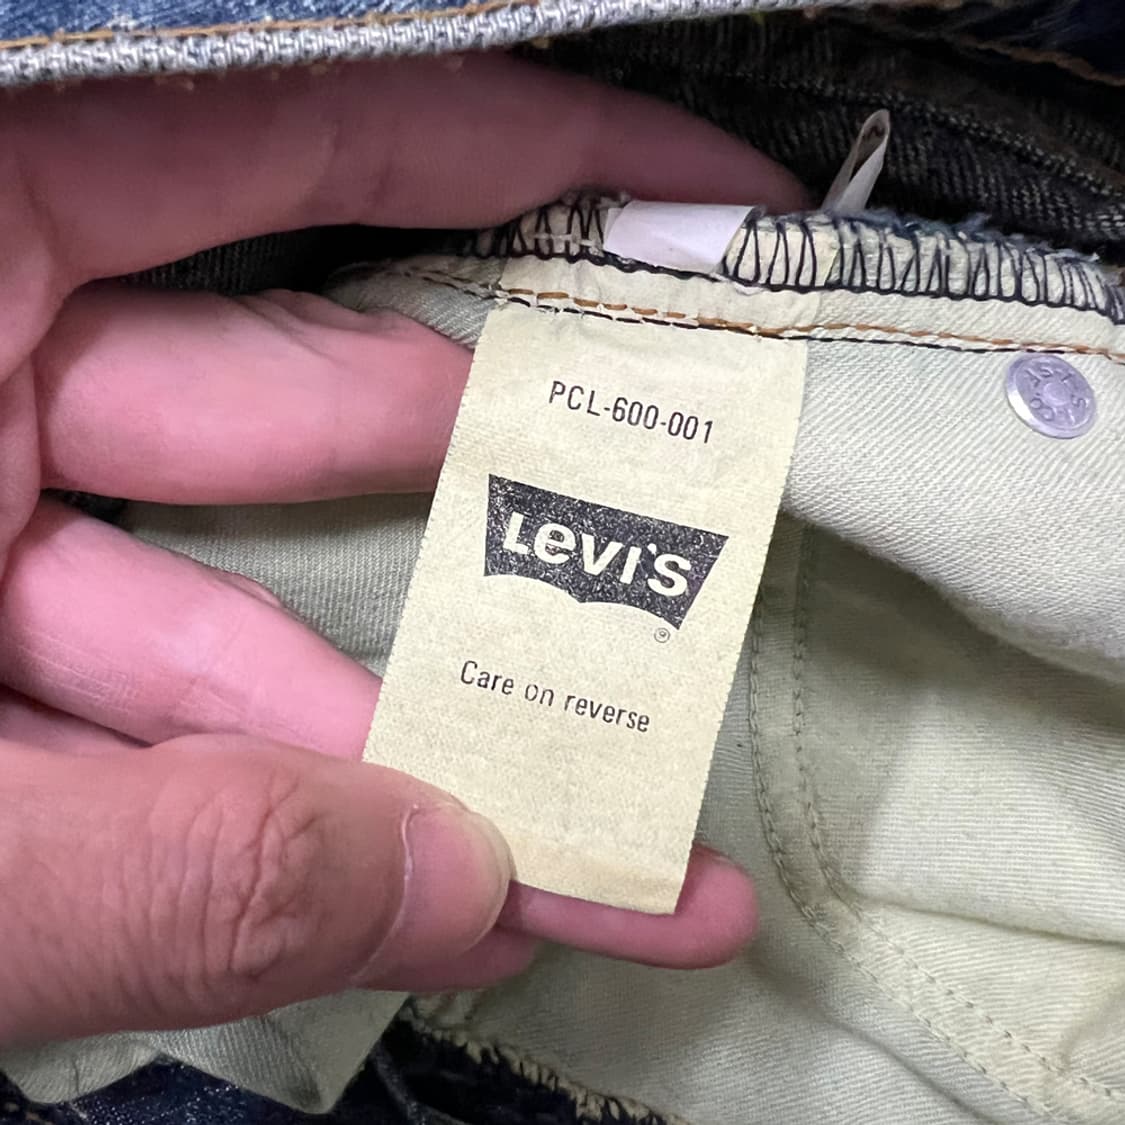 PCL-600-001
LEVI'S
®
Care on reverse